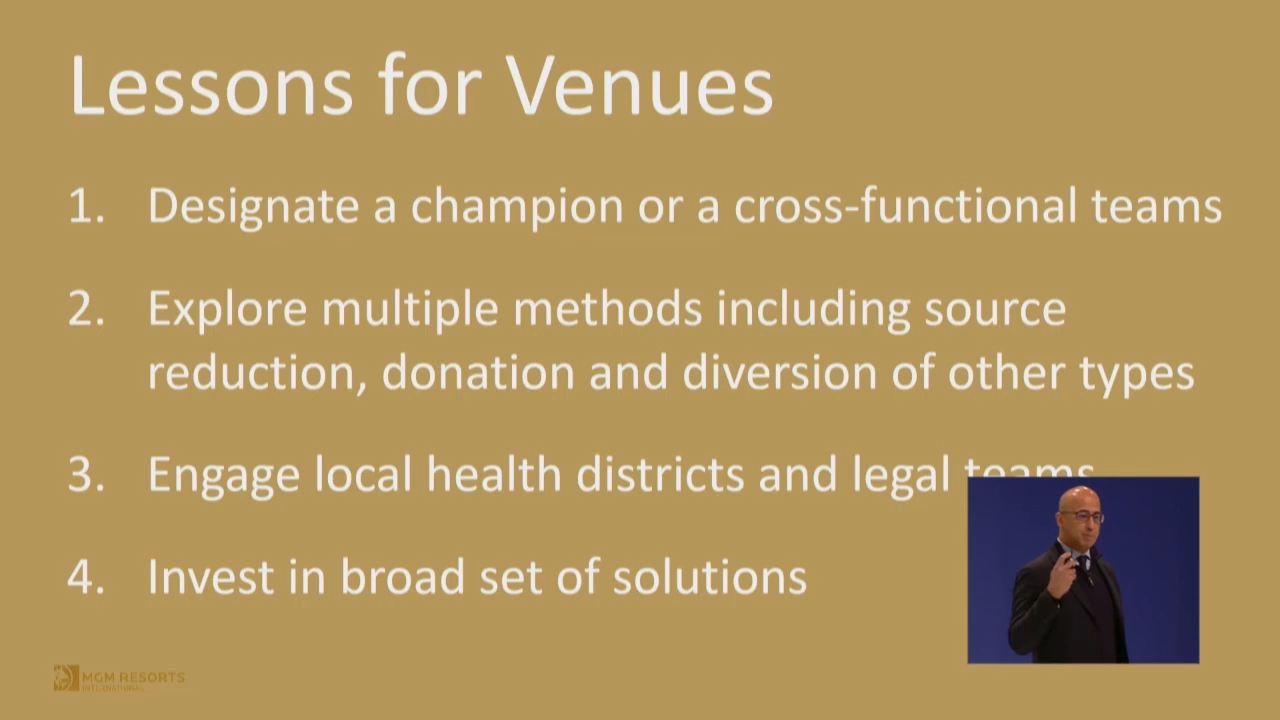 Lessons for Venues
1. Designate a champion or a cross-functional teams
2. Explore multiple methods including source
reduction, donation and diversion of other types
3. Engage local health districts and legal teams
4. Invest in broad set of solutions
MGM RESORTS
INTERNATIONAL